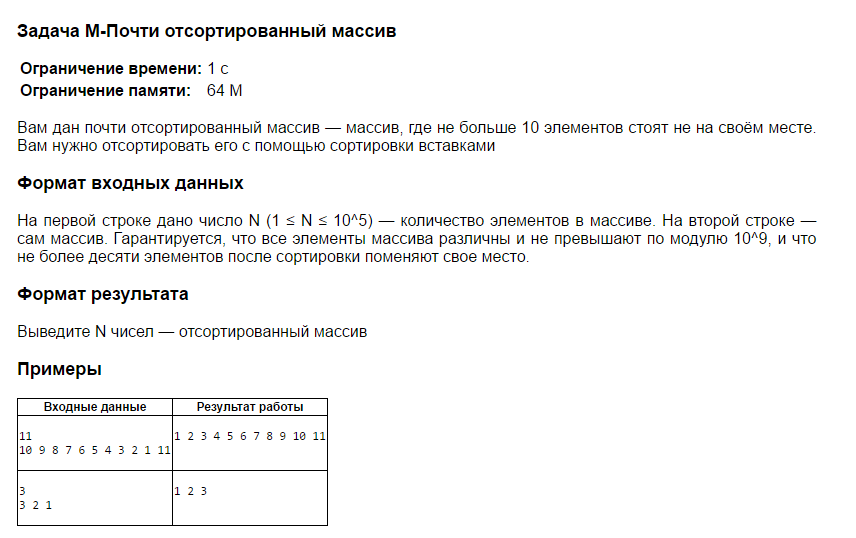 Задача M-Почти отсортированный массив
Ограничение времени: 1 с
Ограничение памяти: 64 M
Вам дан почти отсортированный массив — массив, где не больше 10 элементов стоят не на своём месте.
Вам нужно отсортировать его с помощью сортировки вставками
Формат входных данных
На первой строке дано число N (1 ≤ N ≤ 10^5) — количество элементов в массиве. На второй строке —
сам массив. Гарантируется, что все элементы массива различны и не превышают по модулю 10^9, и что
не более десяти элементов после сортировки поменяют свое место.
Формат результата
Выведите N чисел — отсортированный массив
Примеры
Входные данные Результат работы
11
10 9 8 7 6 5 4 3 2 1 11
1 2 3 4 5 6 7 8 9 10 11
3
3 2 1
1 2 3